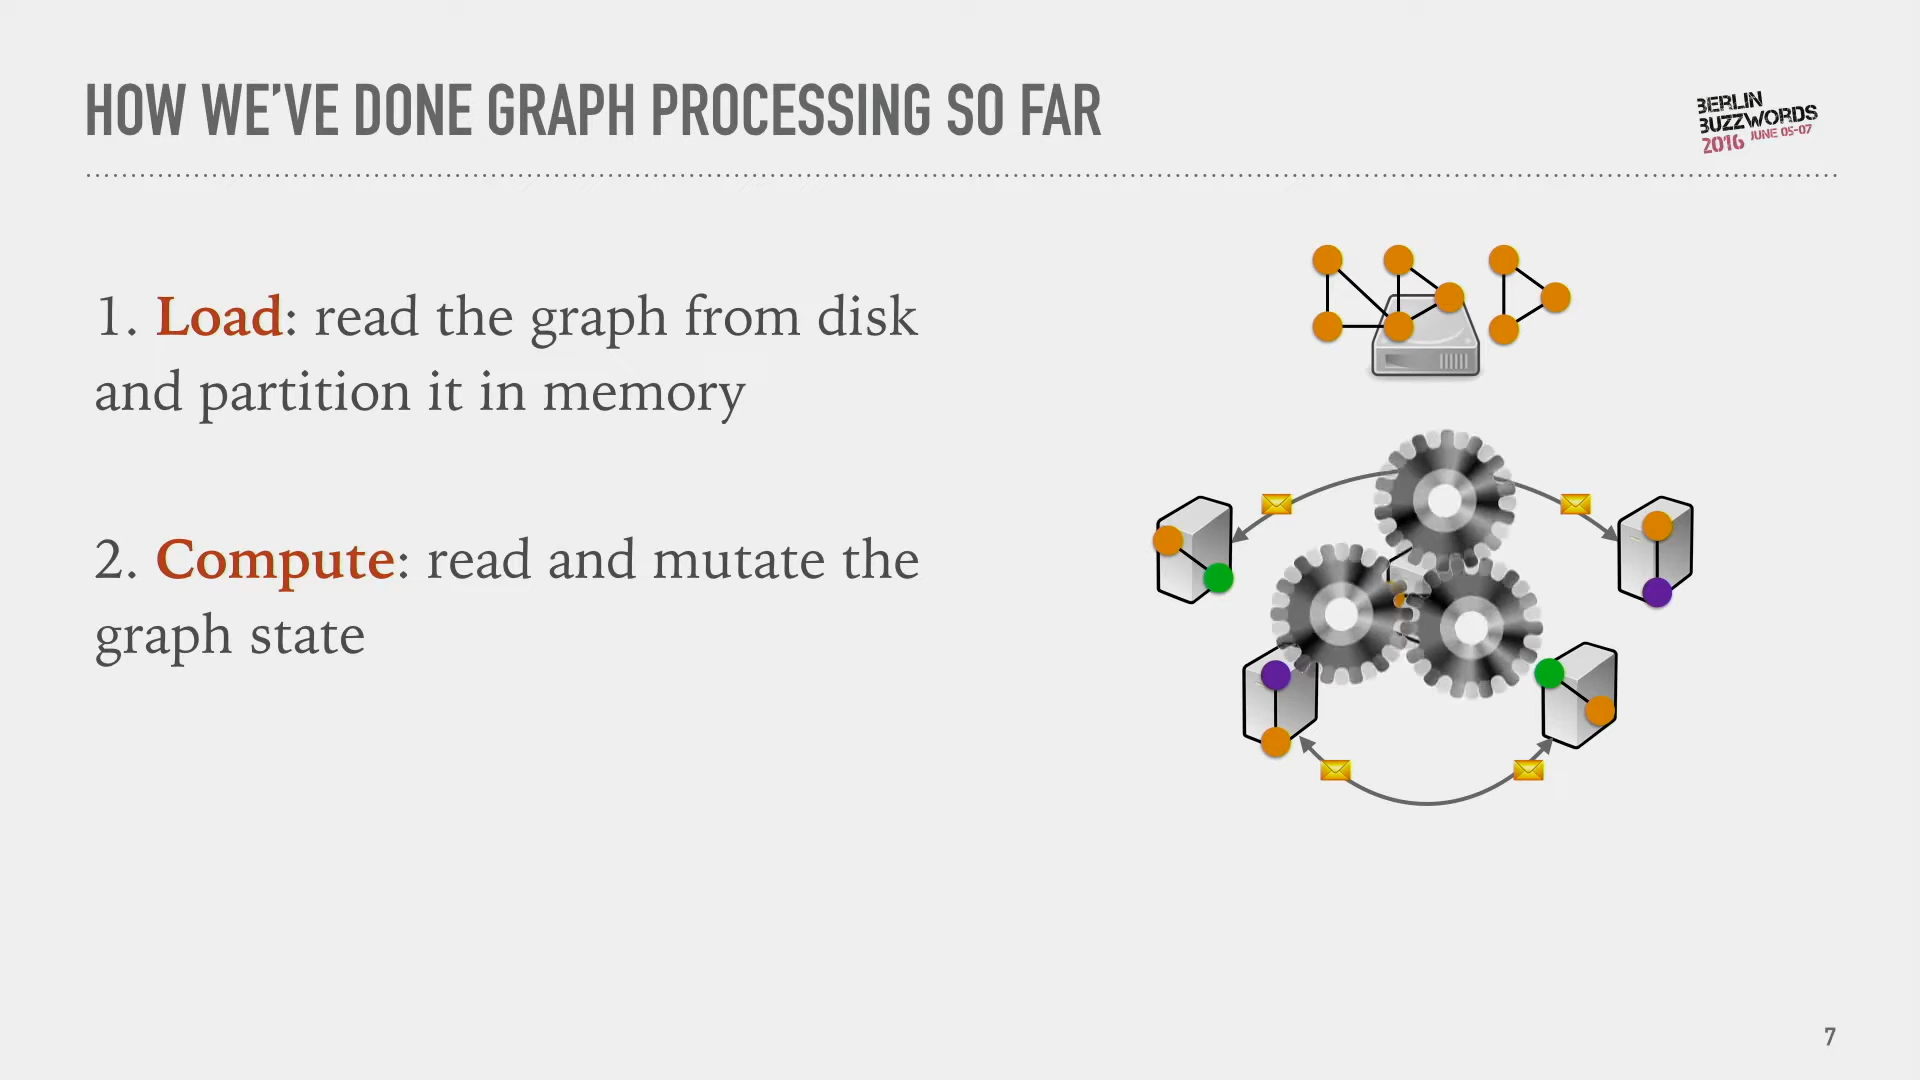 HOW WE'VE DONE GRAPH PROCESSING SO FAR
BERLIN
BUZZWORDS
2016 JUNE 05-07
1. Load: read the graph from disk
and partition it in memory
2. Compute: read and mutate the
graph state
7